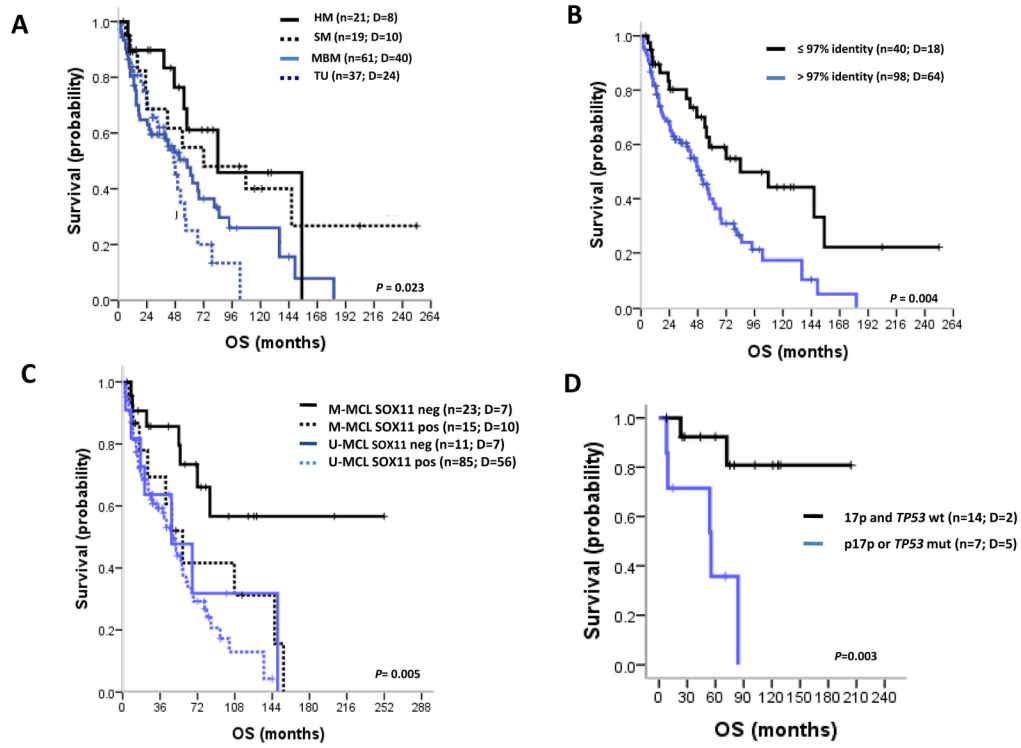 A
HM (n=21; D=8)
SM (n=19; D=10)
MBM (n=61; D=40)
TU (n=37; D=24)
Survival (probability)
1.0
0.8
0.6
0.4
0.2
0.0
P = 0.023
0 24 48 72 96 120 144 168 192 216 240 264
OS (months)
B
≤ 97% identity (n=40; D=18)
> 97% identity (n=98; D=64)
Survival (probability)
1.0
0.8
0.6
0.4
0.2
0.0
P = 0.004
0 24 48 72 96 120 144 168 192 216 240 264
OS (months)
C
M-MCL SOX11 neg (n=23; D=7)
M-MCL SOX11 pos (n=15; D=10)
U-MCL SOX11 neg (n=11; D=7)
U-MCL SOX11 pos (n=85; D=56)
Survival (probability)
1.0
0.8
0.6
0.4
0.2
0.0
P= 0.005
0 36 72 108 144 180 216 252 288
OS (months)
D
17p and TP53 wt (n=14; D=2)
p17p or TP53 mut (n=7; D=5)
Survival (probability)
1.0
0.8
0.6
0.4
0.2
0.0
P=0.003
0 30 60 90 120 150 180 210 240
OS (months)